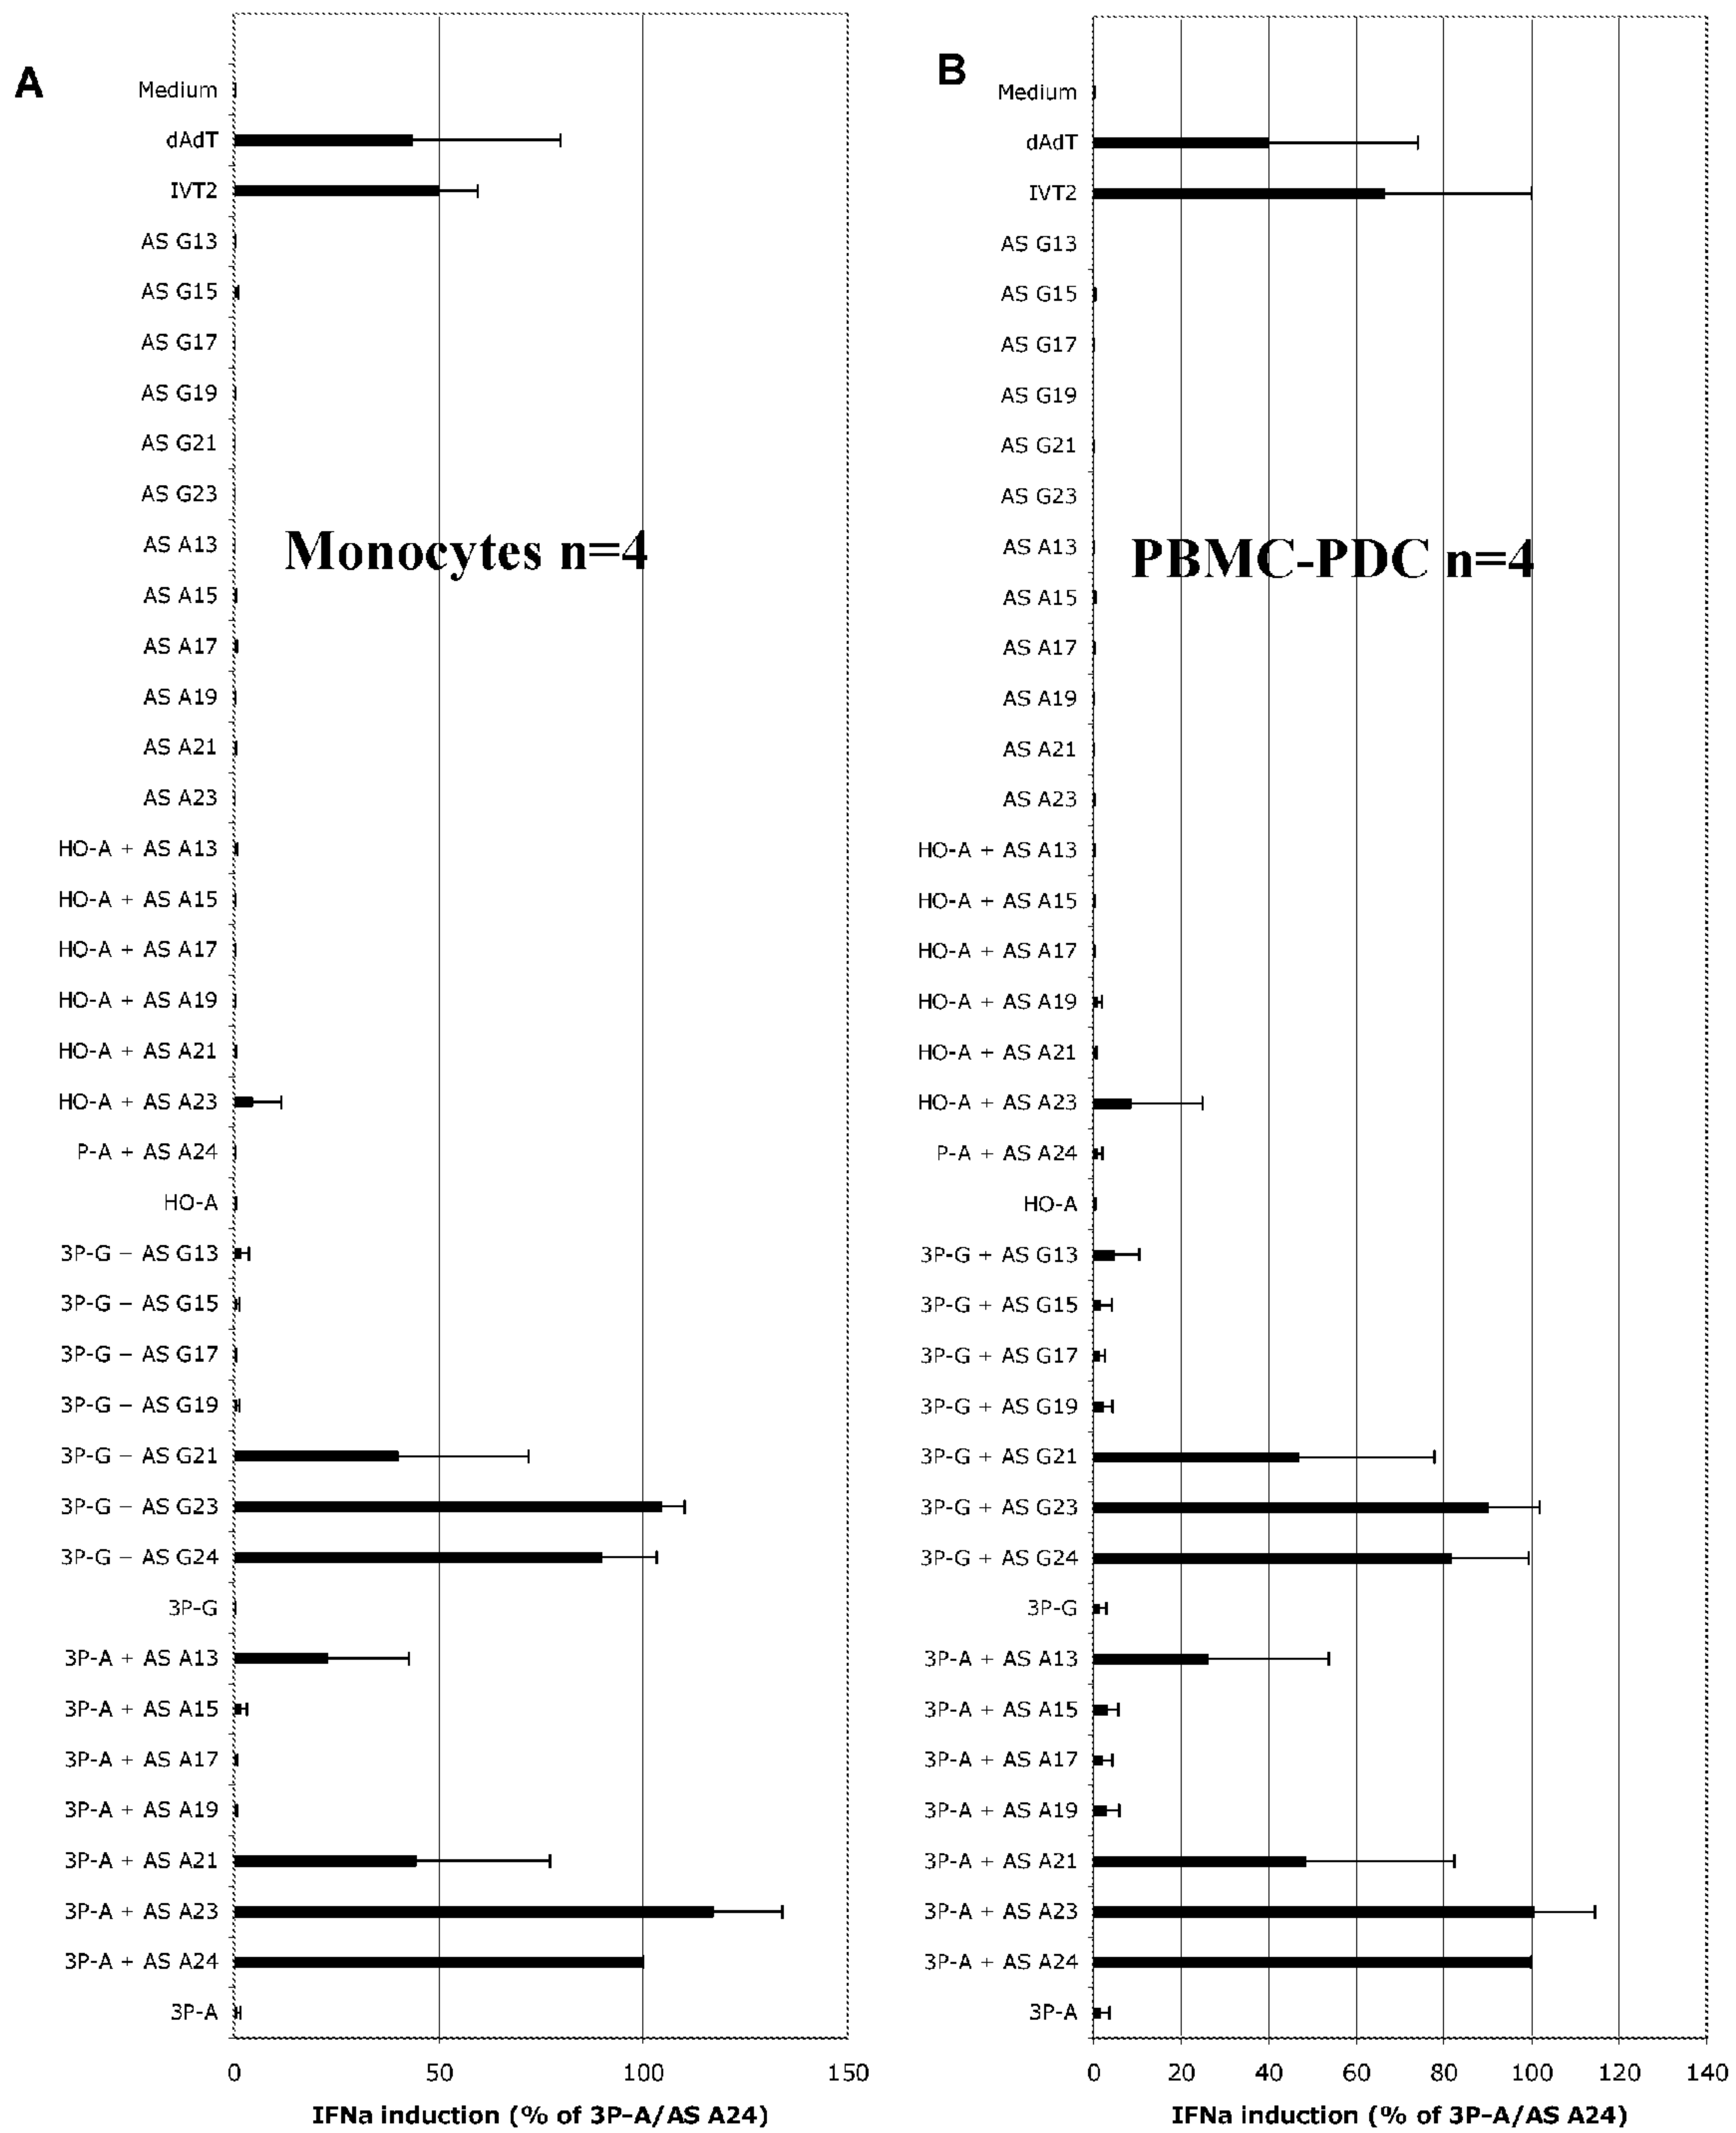 A
Medium
dAdT
IVT2
AS G13
AS G15
AS G17
AS G19
AS G21
AS G23
AS A13
AS A15
AS A17
AS A19
AS A21
AS A23
HO-A + AS A13
HO-A + AS A15
HO-A + AS A17
HO-A + AS A19
HO-A + AS A21
HO-A + AS A23
P-A + AS A24
HO-A
3P-G − AS G13
3P-G − AS G15
3P-G − AS G17
3P-G − AS G19
3P-G − AS G21
3P-G − AS G23
3P-G − AS G24
3P-G
3P-A + AS A13
3P-A + AS A15
3P-A + AS A17
3P-A + AS A19
3P-A + AS A21
3P-A + AS A23
3P-A + AS A24
3P-A
Monocytes n=4
0 50 100 150
IFNa induction (% of 3P-A/AS A24)
B
Medium
dAdT
IVT2
AS G13
AS G15
AS G17
AS G19
AS G21
AS G23
AS A13
AS A15
AS A17
AS A19
AS A21
AS A23
HO-A + AS A13
HO-A + AS A15
HO-A + AS A17
HO-A + AS A19
HO-A + AS A21
HO-A + AS A23
P-A + AS A24
HO-A
3P-G + AS G13
3P-G + AS G15
3P-G + AS G17
3P-G + AS G19
3P-G + AS G21
3P-G + AS G23
3P-G + AS G24
3P-G
3P-A + AS A13
3P-A + AS A15
3P-A + AS A17
3P-A + AS A19
3P-A + AS A21
3P-A + AS A23
3P-A + AS A24
3P-A
PBMC-PDC n=4
0 20 40 60 80 100 120 140
IFNa induction (% of 3P-A/AS A24)